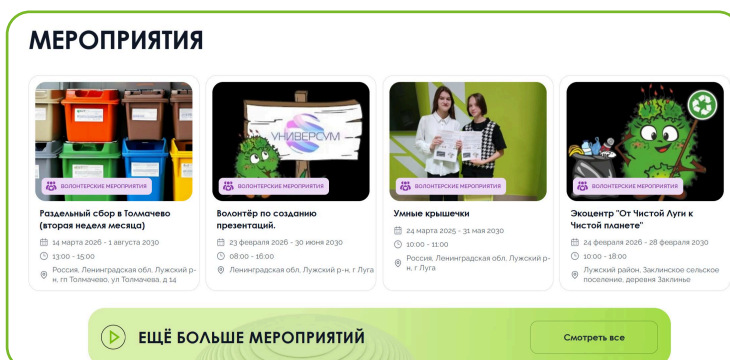 МЕРОПРИЯТИЯ
УНИВЕРСУМ
ВОЛОНТЕРСКИЕ МЕРОПРИЯТИЯ
ВОЛОНТЕРСКИЕ МЕРОПРИЯТИЯ
ВОЛОНТЕРСКИЕ МЕРОПРИЯТИЯ
ВОЛОНТЕРСКИЕ МЕРОПРИЯТИЯ
Раздельный сбор в Толмачево
(вторая неделя месяца)
14 марта 2026 - 1 августа 2030
13:00 - 15:00
Россия, Ленинградская обл, Лужский р-
н, гп Толмачево, ул Толмачева, д 14
Волонтёр по созданию
презентаций.
23 февраля 2026 - 30 июня 2030
08:00 - 16:00
Ленинградская обл, Лужский р-н, г Луга
Умные крышечки
24 марта 2025 - 31 мая 2030
10:00 - 11:00
Россия, Ленинградская обл, Лужский р-
н, г Луга
Экоцентр "От Чистой Луги к
Чистой планете"
24 февраля 2026 - 28 февраля 2030
10:00 - 18:00
Лужский район, Заклинское сельское
поселение, деревня Заклинье
ЕЩЁ БОЛЬШЕ МЕРОПРИЯТИЙ
Смотреть все